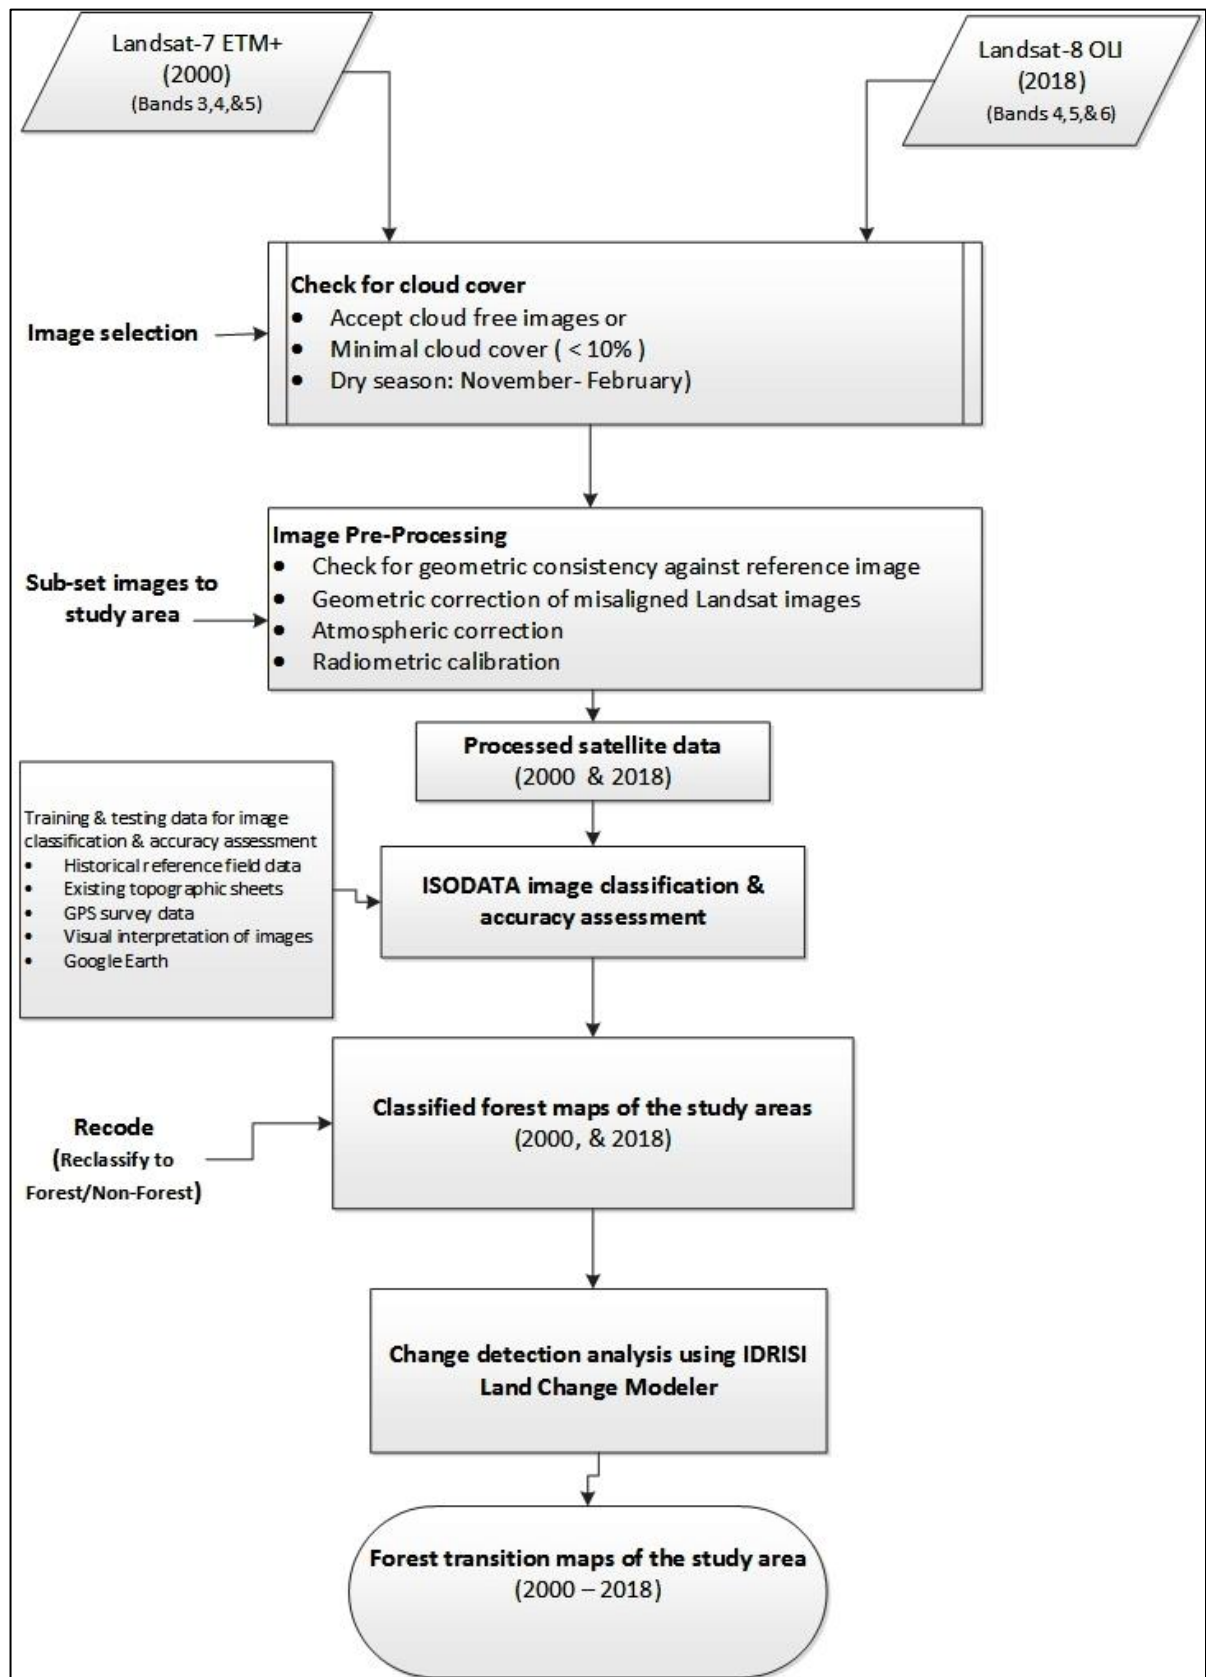 Landsat-7 ETM+
(2000)
(Bands 3,4,&5)
Landsat-8 OLI
(2018)
(Bands 4,5,&6)
Image selection
Check for cloud cover
• Accept cloud free images or
• Minimal cloud cover ( < 10% )
• Dry season: November- February)
Sub-set images to
study area
Image Pre-Processing
• Check for geometric consistency against reference image
• Geometric correction of misaligned Landsat images
• Atmospheric correction
• Radiometric calibration
Processed satellite data
(2000 & 2018)
Training & testing data for image
classification & accuracy assessment
• Historical reference field data
• Existing topographic sheets
• GPS survey data
• Visual interpretation of images
• Google Earth
ISODATA image classification &
accuracy assessment
Recode
(Reclassify to
Forest/Non-Forest)
Classified forest maps of the study areas
(2000, & 2018)
Change detection analysis using IDRISI
Land Change Modeler
Forest transition maps of the study area
(2000 – 2018)